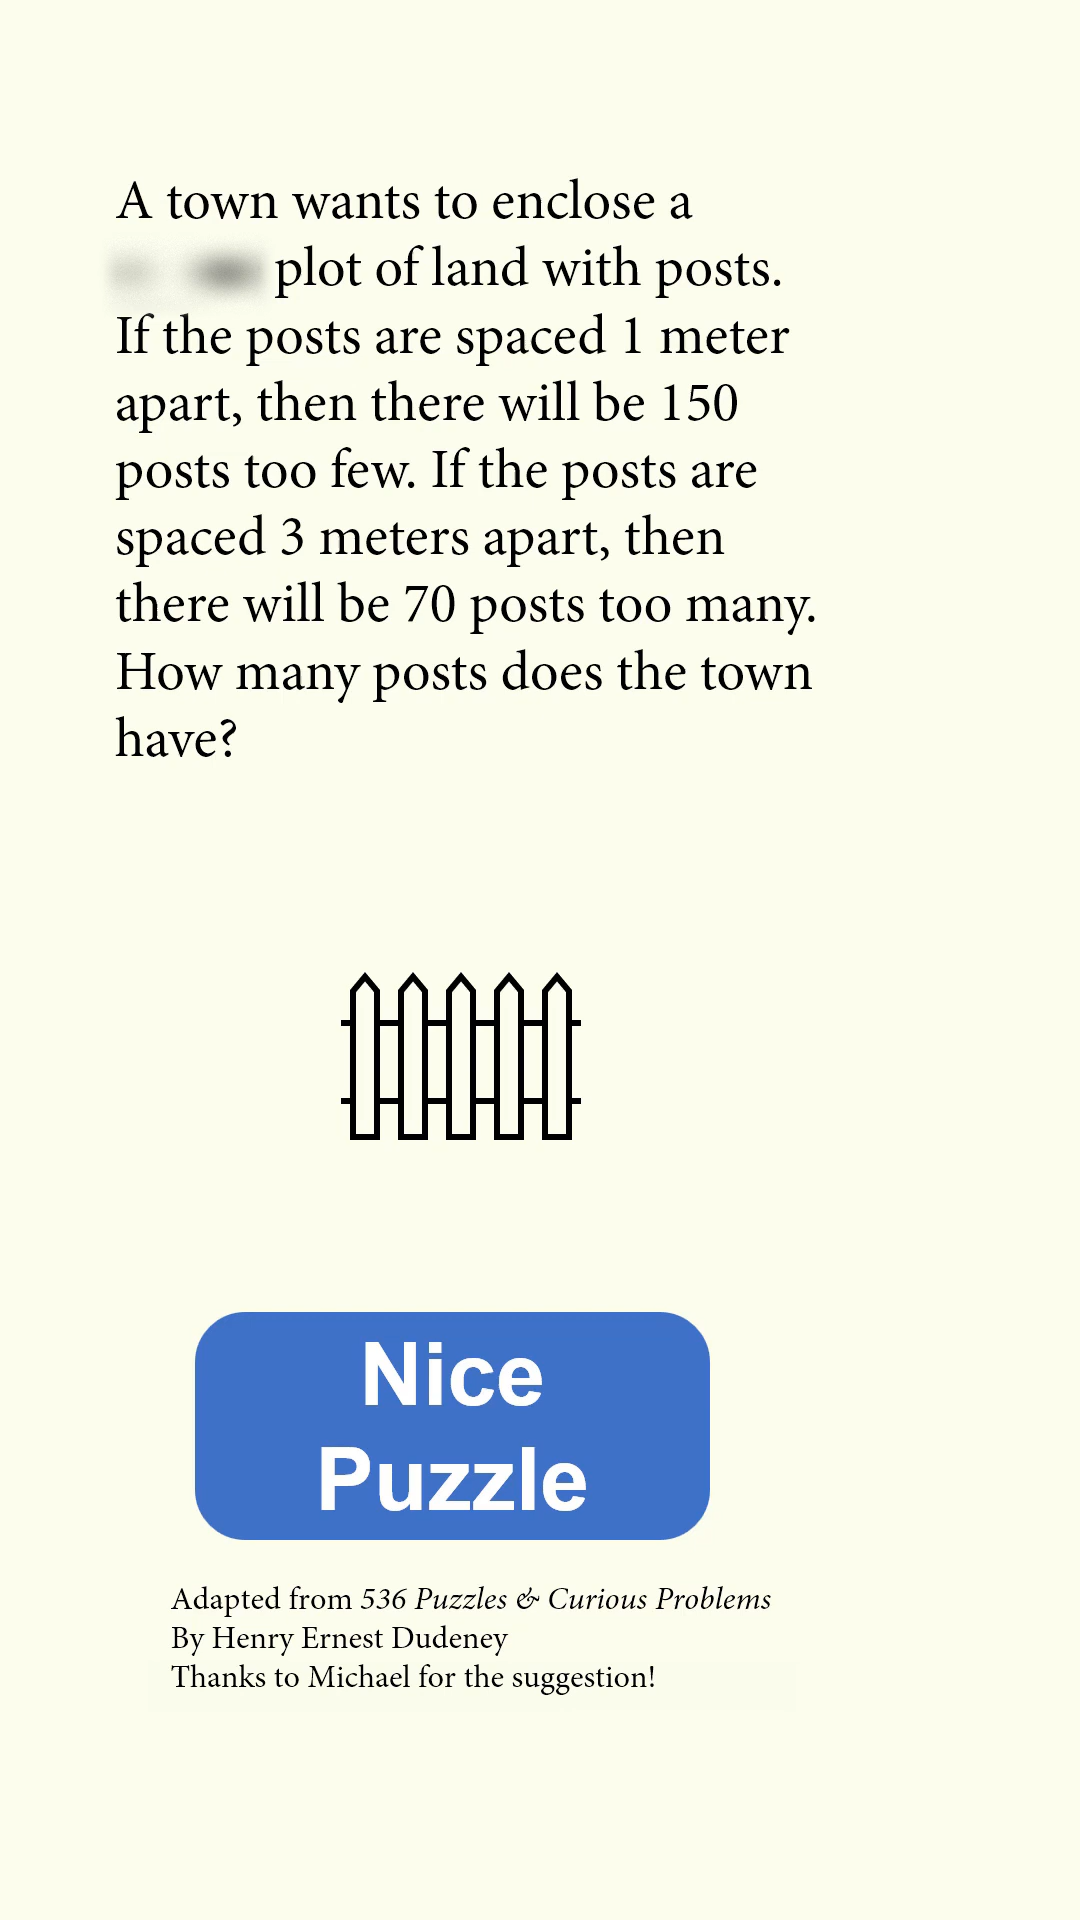 A town wants to enclose a
plot of land with posts.
If the posts are spaced 1 meter
apart, then there will be 150
posts too few. If the posts are
spaced 3 meters apart, then
there will be 70 posts too many.
How many posts does the town
have?
Nice
Puzzle
Adapted from 536 Puzzles & Curious Problems
By Henry Ernest Dudeney
Thanks to Michael for the suggestion!